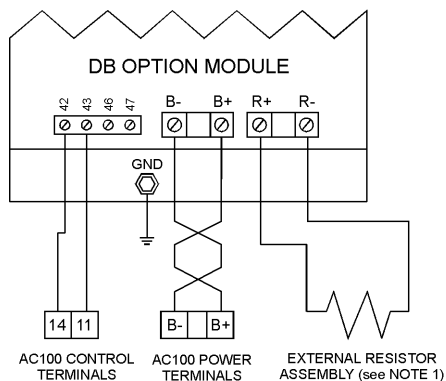 DB OPTION MODULE
42 43 46 47
B- B+ R+ R-
GND
14 11
B- B+
AC100 CONTROL
TERMINALS
AC100 POWER
TERMINALS
EXTERNAL RESISTOR
ASSEMBLY (see NOTE 1)